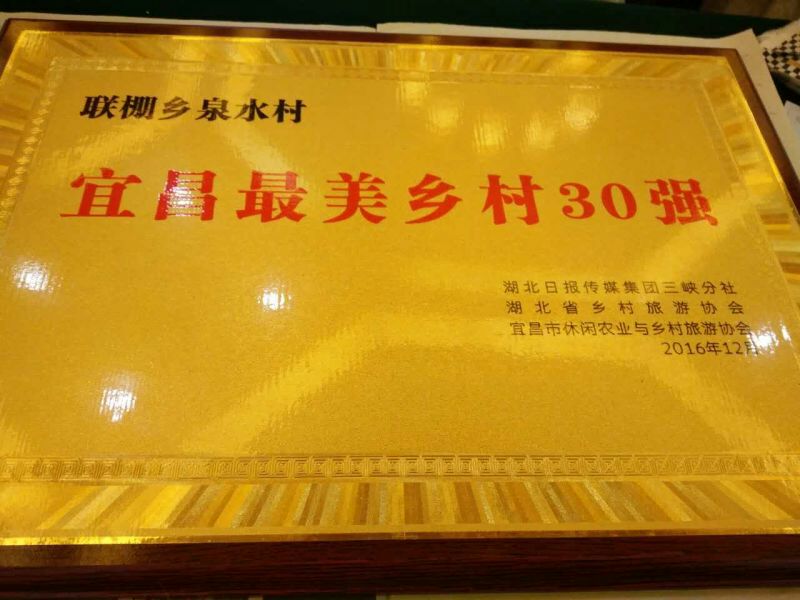 联棚乡泉水村
宜昌最美乡村30强
湖北日报传媒集团三峡分社
湖北省乡村旅游协会
宜昌市休闲农业与乡村旅游协会
2016年12月